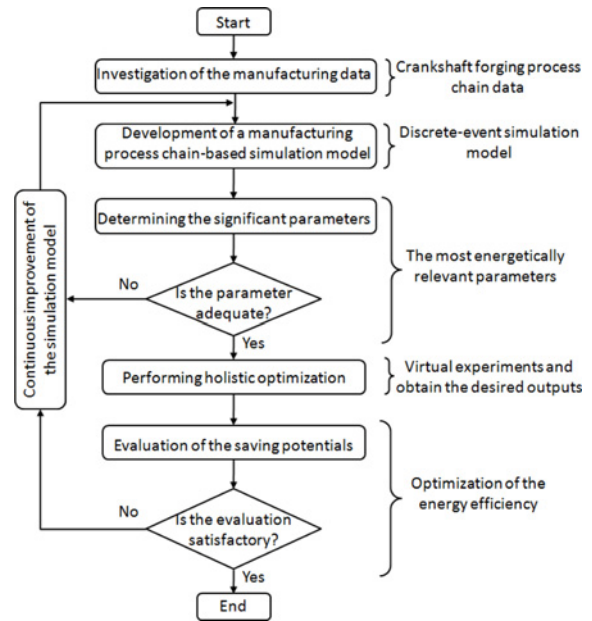 Start
Investigation of the manufacturing data
Crankshaft forging process
chain data
Development of a manufacturing
process chain-based simulation model
Discrete-event simulation
model
Determining the significant parameters
The most energetically
relevant parameters
Continuous improvement of
the simulation model
No
Is the parameter
adequate?
Yes
Performing holistic optimization
Virtual experiments and
obtain the desired outputs
Evaluation of the saving potentials
Optimization of the
energy efficiency
No
Is the evaluation
satisfactory?
Yes
End